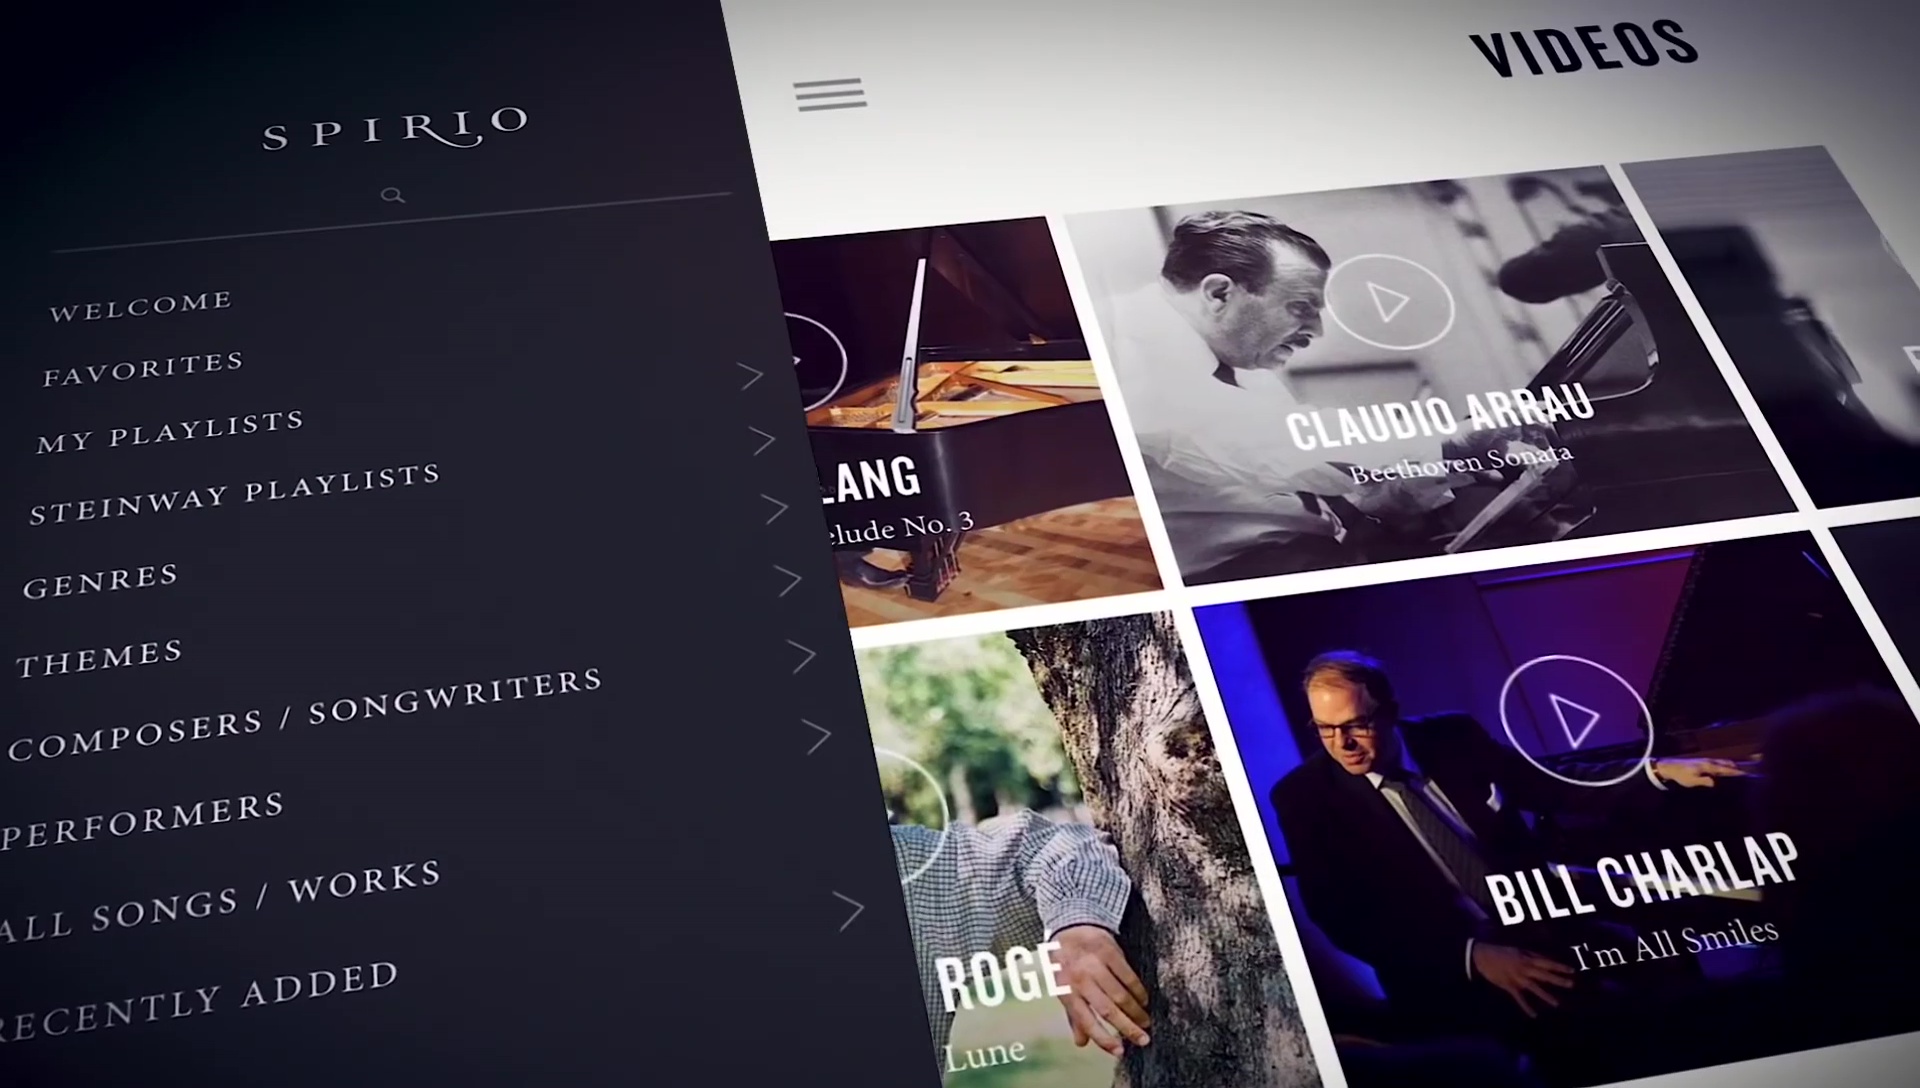 SPIRIO
WELCOME
FAVORITES
MY PLAYLISTS
STEINWAY PLAYLISTS
GENRES
THEMES
COMPOSERS / SONGWRITERS
PERFORMERS
ALL SONGS / WORKS
RECENTLY ADDED
VIDEOS
LANG
elude No. 3
CLAUDIO ARRAU
Beethoven Sonata
ROGÉ
Lune
BILL CHARLAP
I'm All Smiles